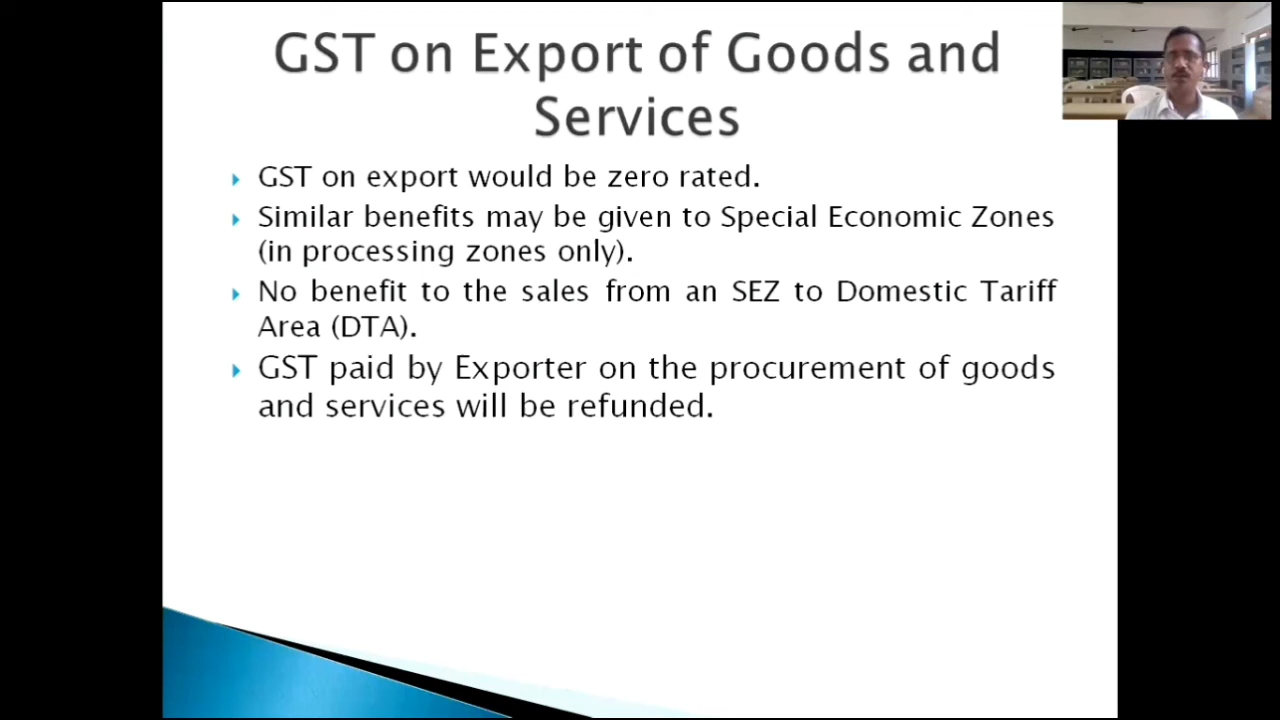 GST on Export of Goods and
Services
GST on export would be zero rated.
Similar benefits may be given to Special Economic Zones
(in processing zones only).
No benefit to the sales from an SEZ to Domestic Tariff
Area (DTA).
GST paid by Exporter on the procurement of goods
and services will be refunded.